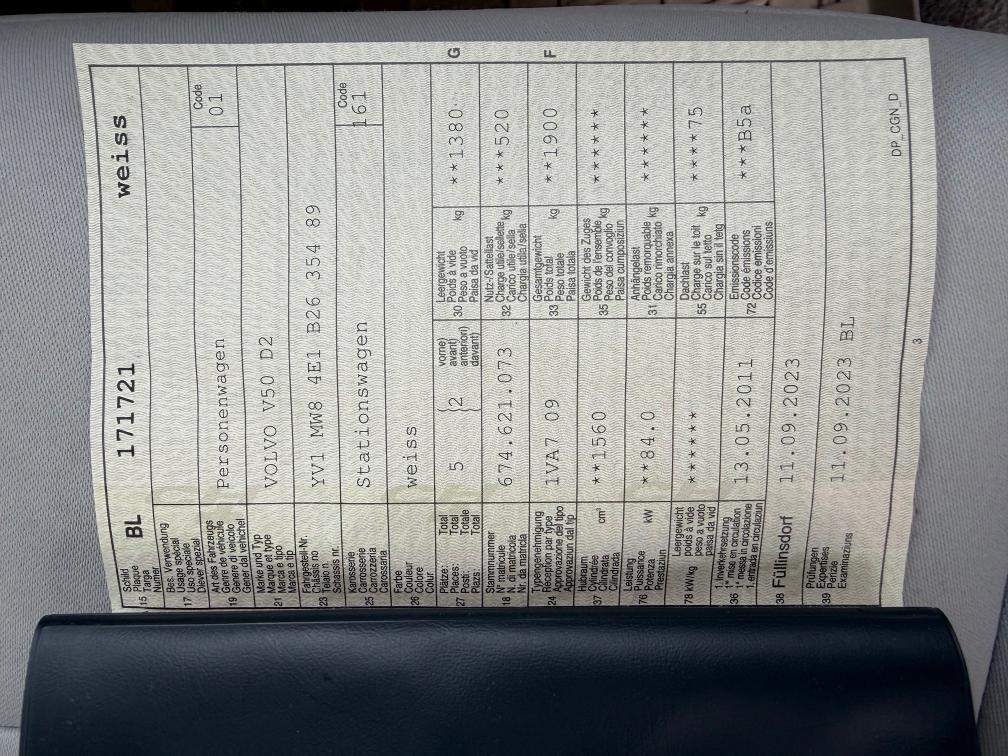 Schild
Plaque
15 Targa
Numer
BL 171721 weiss
Bes. Verwendung
Usage spécial
17 Uso speciale
Diever spezial
Art des Fahrzeugs
Genre de véhicule
19 Genere di veicolo
Gener dal vehichel
Personenwagen
Code
01
Marke und Typ
Marque et type
21 Marca e tipo
Marca e tip
VOLVO V50 D2
Fahrgestell-Nr.
Châssis no
23 Telaio n.
Schassis nr.
YV1 MW8 4E1 B26 354 89
Karosserie
Carrosserie
25 Carrozzeria
Carossaria
Stationswagen
Code
161
Farbe
Couleur
26 Colore
Colur
weiss
Plätze: Total
Places: Total
27 Posti: Totale
Plazs: Total
5 2
vorne)
avant)
anteriori)
davant)
Leergewicht
Poids à vide
30 Peso a vuoto kg
Paisa da vid
**1380
G
Stammnummer
N° matricule
18 N. di matricola
Nr. da matricla
674.621.073
Nutz-/Sattellast
Charge utile/sellette
32 Carico utile/sella kg
Chargia utila/sella
***520
Typengenehmigung
Réception par type
24 Approvazione del tipo
Approvaziun dal tip
1VA7 09
Gesamtgewicht
Poids total
33 Peso totale kg
Paisa totala
**1900
F
Hubraum
Cylindrée
37 Cilindrata cm³
Cilindrada
**1560
Gewicht des Zuges
Poids de l'ensemble
35 Peso del convoglio kg
Paisa cumposiziun
******
Leistung
Puissance
76 Potenza kW
Prestaziun
**84.0
Anhängelast
Poids remorquable
31 Carico rimorchiato kg
Chargia annexa
******
Leergewicht
poids à vide
78 kW/kg peso a vuoto
paisa da vid
******
Dachlast
Charge sur le toit
55 Carico sul tetto kg
Chargia sin il tetg
****75
1. Inverkehrsetzung
1re mise en circulation
36 1a messa in circolazione
1. entrada en circulaziun
13.05.2011
Emissionscode
Code émissions
72 Codice emissioni
Code d'emissiuns
***B5a
38 Füllinsdorf 11.09.2023
Prüfungen
Expertises
39 Perizie
Examinaziuns
11.09.2023 BL
3
DP_CGN_D